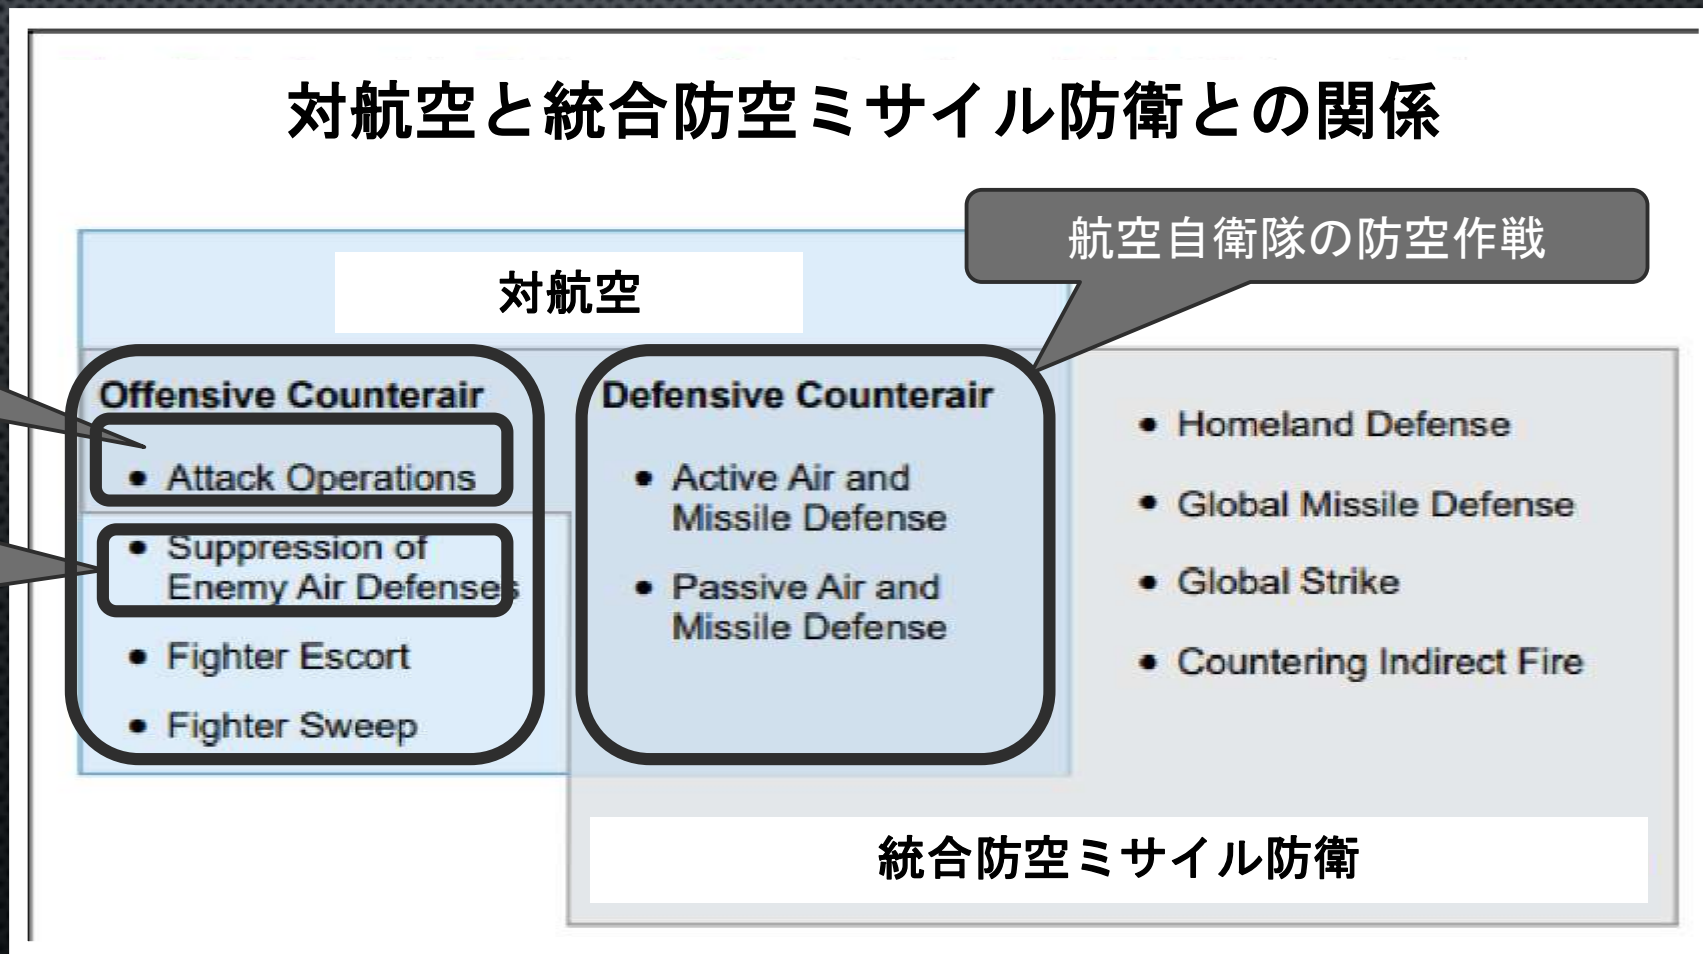 対航空と統合防空ミサイル防衛との関係
航空自衛隊の防空作戦
対航空
Offensive Counterair
• Attack Operations
• Suppression of
Enemy Air Defenses
• Fighter Escort
• Fighter Sweep
Defensive Counterair
• Active Air and
Missile Defense
• Passive Air and
Missile Defense
• Homeland Defense
• Global Missile Defense
• Global Strike
• Countering Indirect Fire
統合防空ミサイル防衛